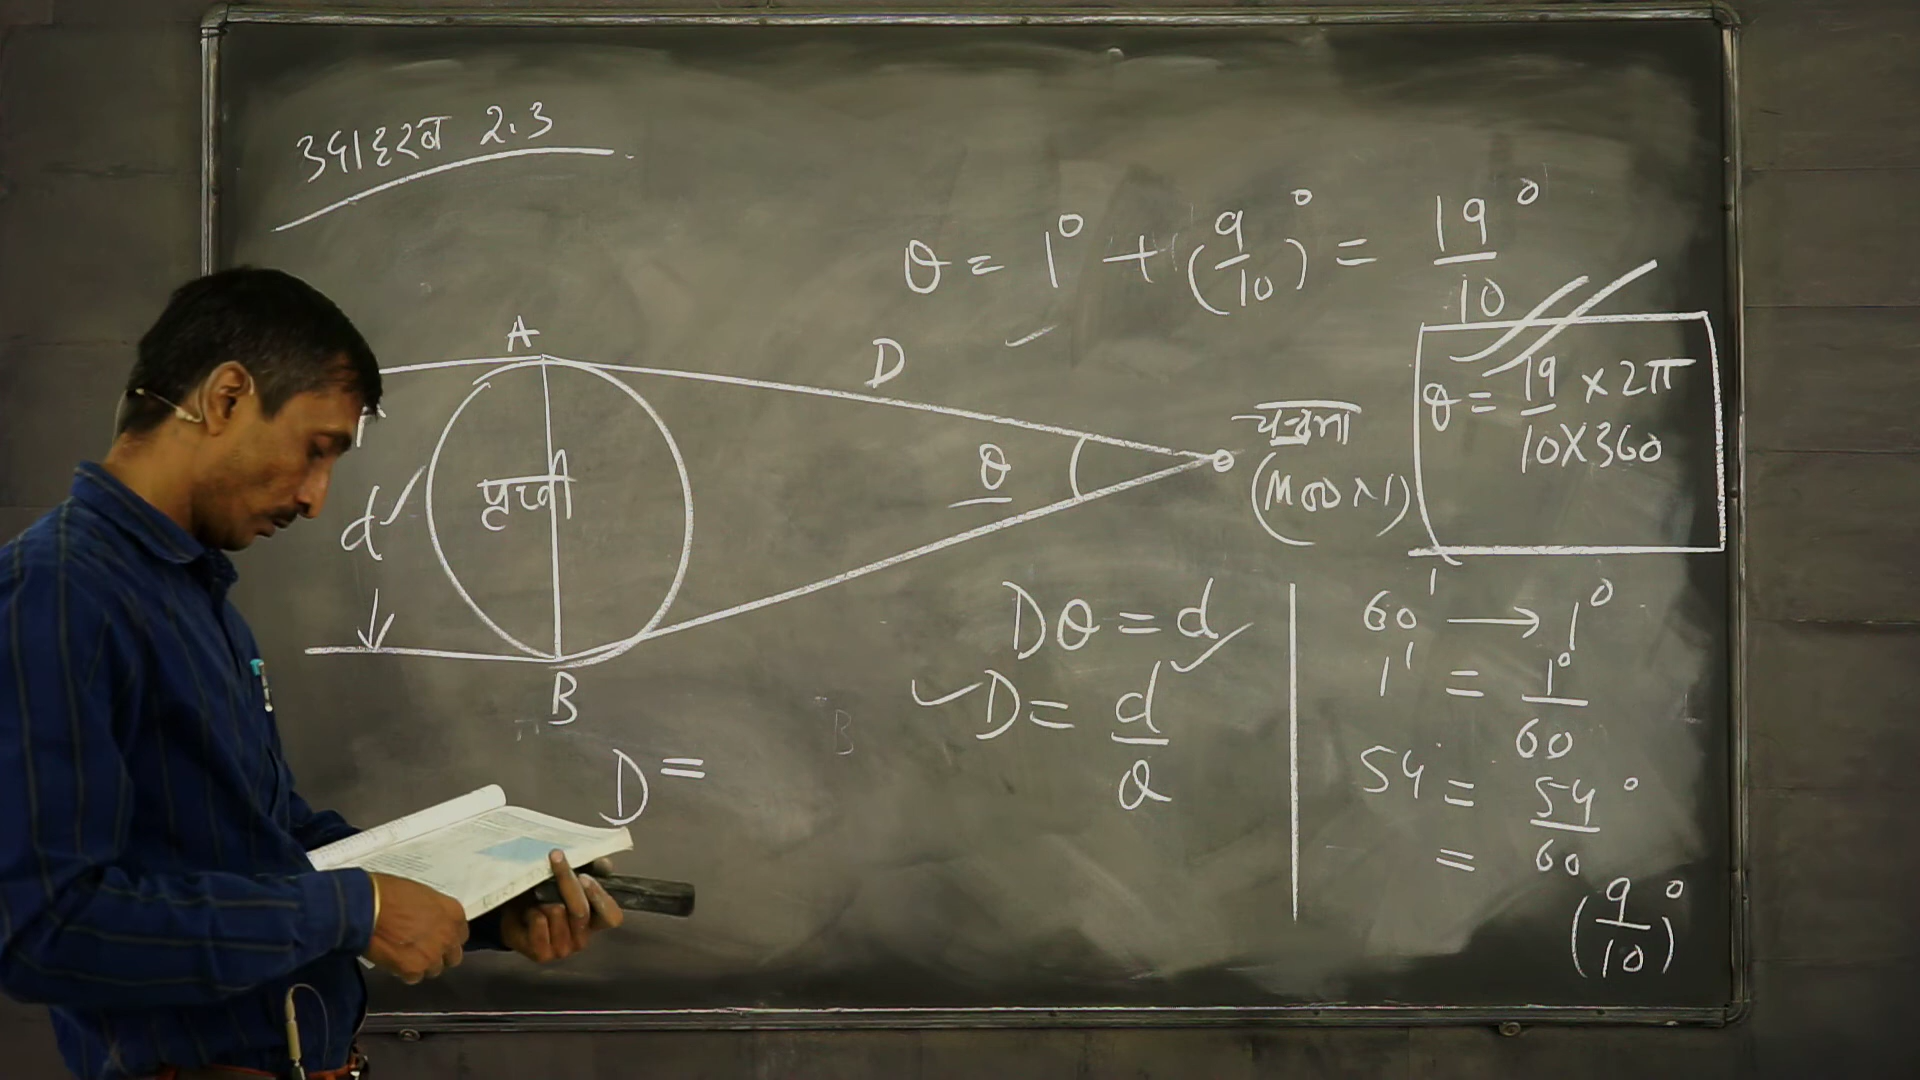 उदाहरन 2.3
θ = 1° + (9/10)° = 19°/10
A
D
θ = 19 × 2π
10×360
चन्द्रमा
(MOON)
θ
पृथ्वी
d
B
Dθ = d
D = d/θ
D =
60' → 1°
1' = 1°/60
54 = 54°/60
= (9/10)°